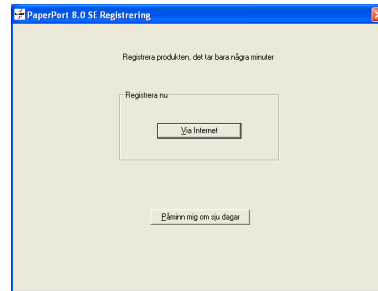 PaperPort 8.0 SE Registrering
Registrera produkten, det tar bara några minuter
Registrera nu
Via Internet
Påminn mig om sju dagar